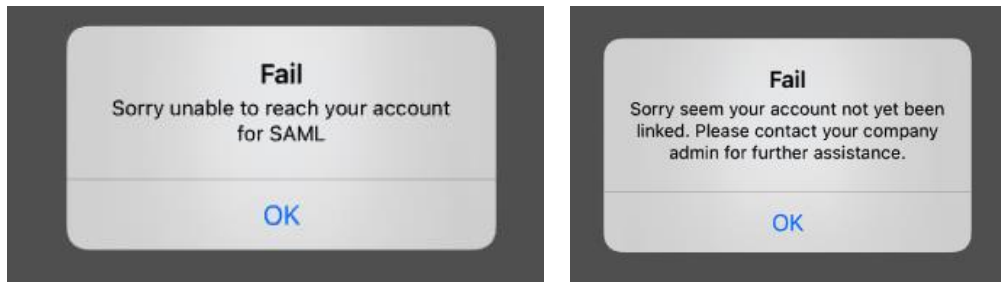 Fail
Sorry unable to reach your account
for SAML
OK
Fail
Sorry seem your account not yet been
linked. Please contact your company
admin for further assistance.
OK